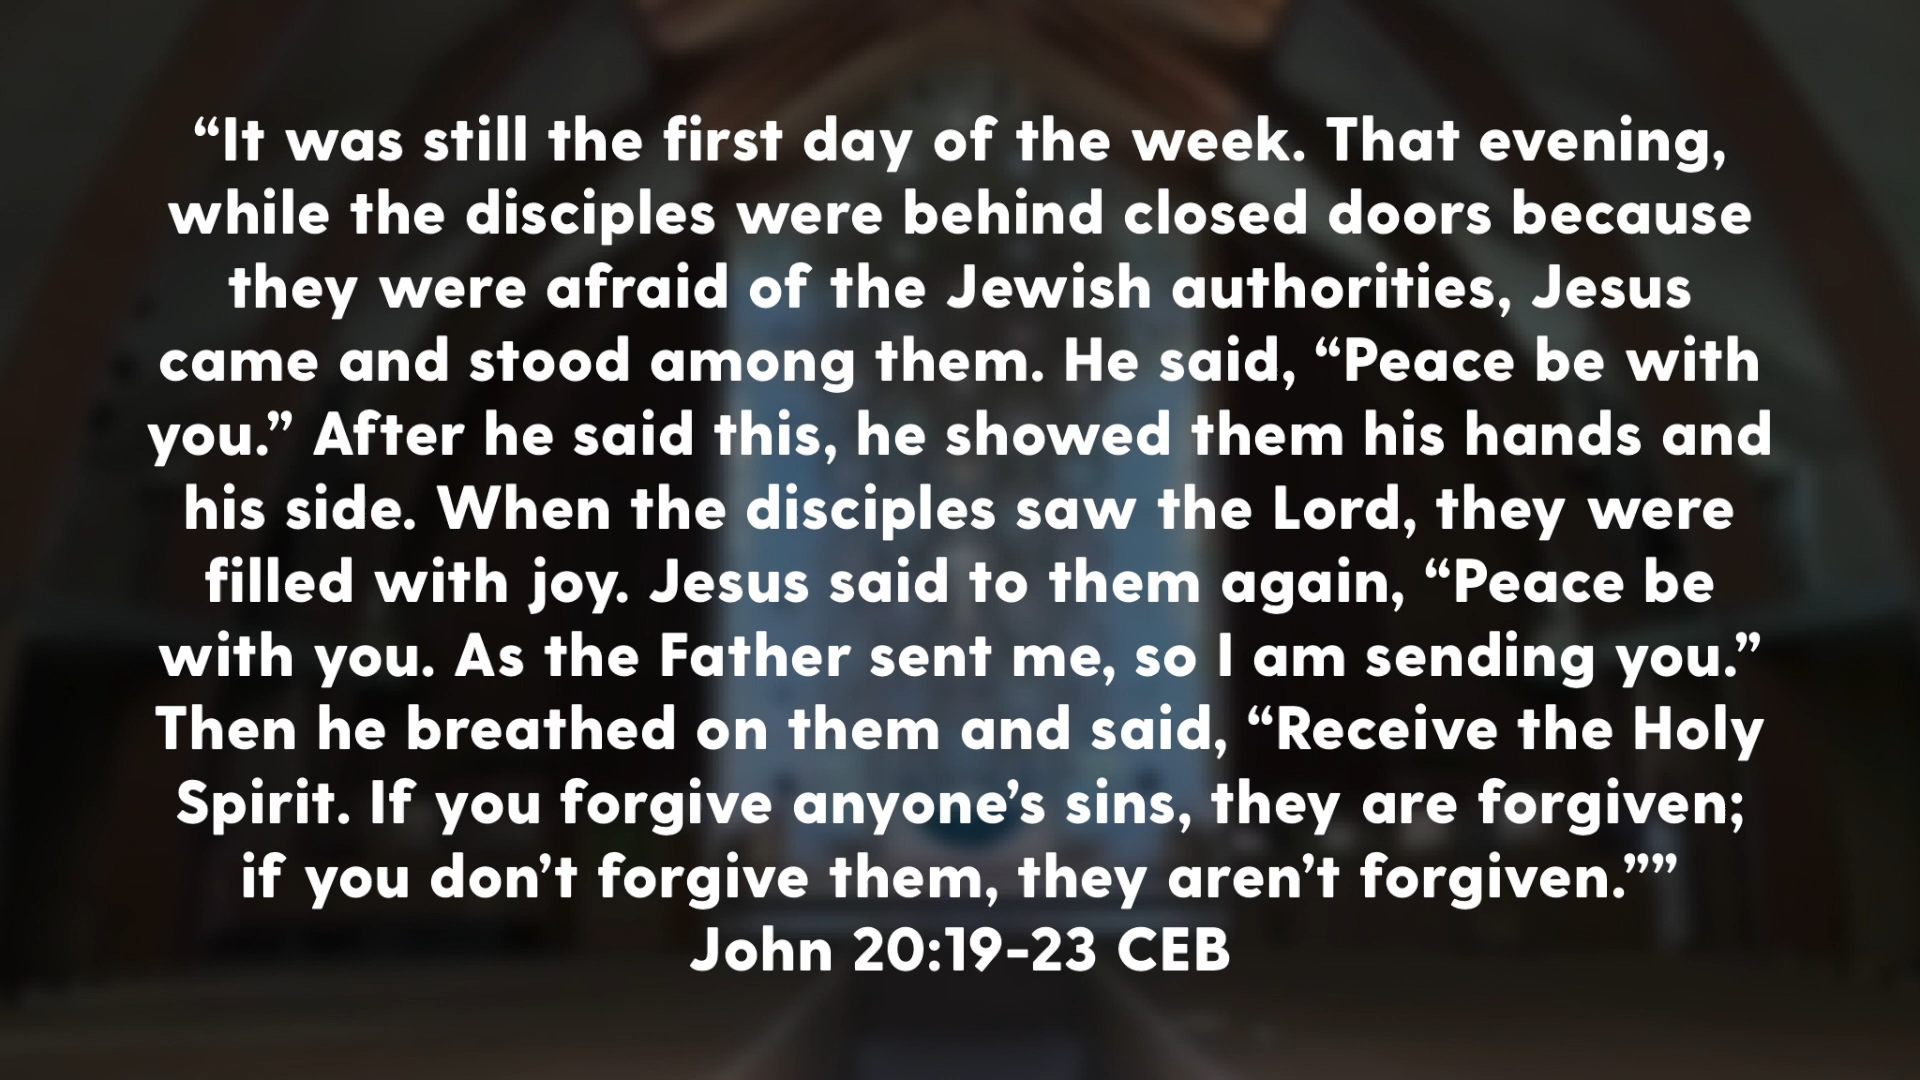 “It was still the first day of the week. That evening,
while the disciples were behind closed doors because
they were afraid of the Jewish authorities, Jesus
came and stood among them. He said, “Peace be with
you.” After he said this, he showed them his hands and
his side. When the disciples saw the Lord, they were
filled with joy. Jesus said to them again, “Peace be
with you. As the Father sent me, so I am sending you.”
Then he breathed on them and said, “Receive the Holy
Spirit. If you forgive anyone’s sins, they are forgiven;
if you don’t forgive them, they aren’t forgiven.””
John 20:19-23 CEB